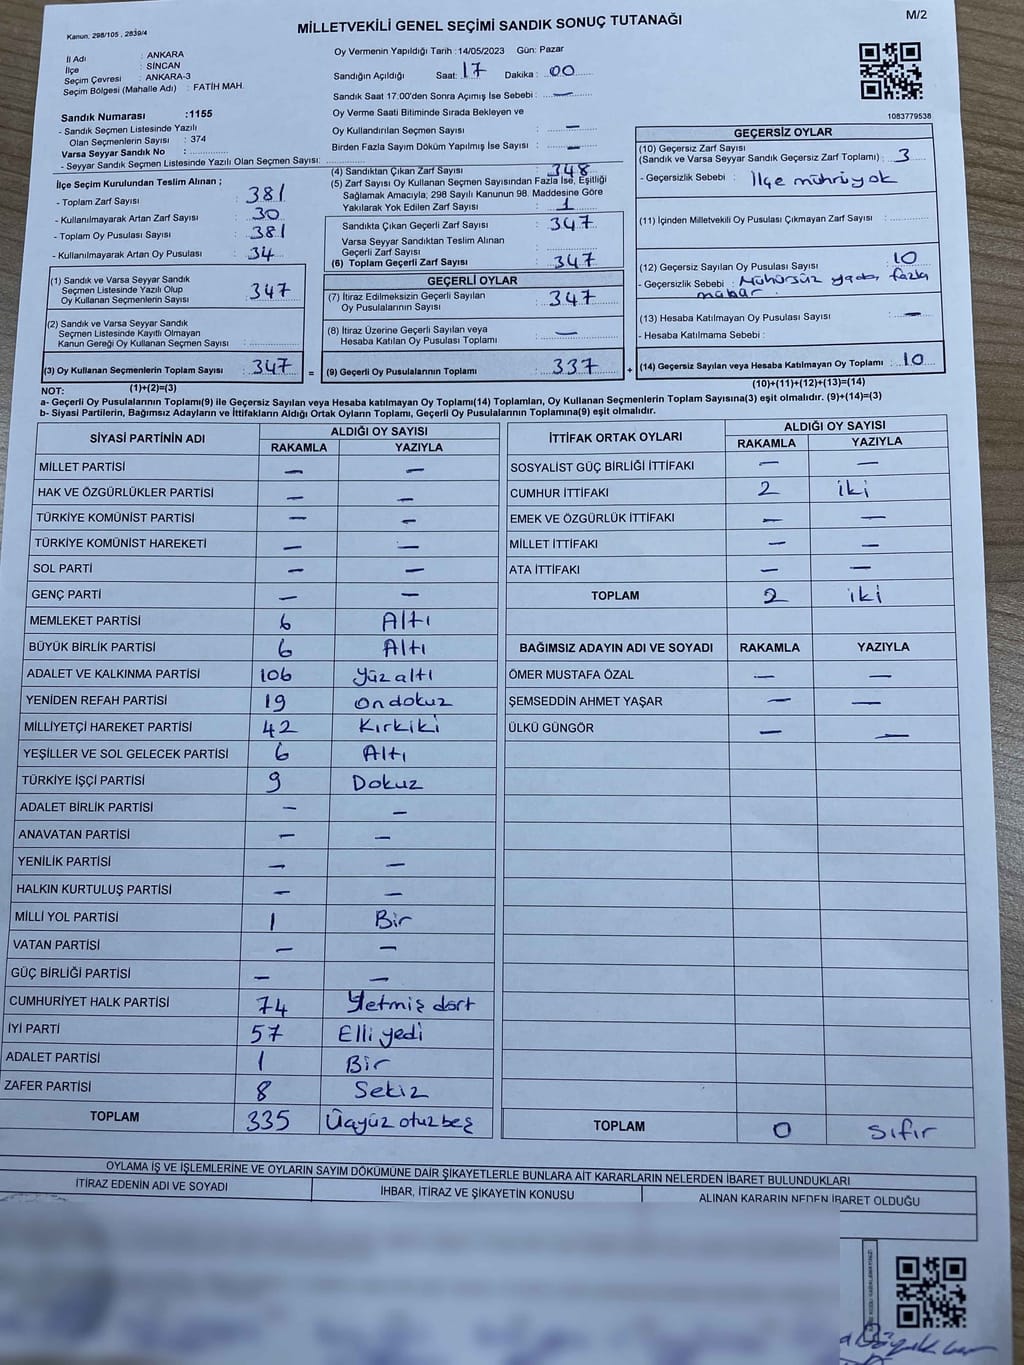 Kanun. 298/105 , 2839/4
MİLLETVEKİLİ GENEL SEÇİMİ SANDIK SONUÇ TUTANAĞI
M/2
İl Adı : ANKARA
İlçe : SİNCAN
Seçim Çevresi : ANKARA-3
Seçim Bölgesi (Mahalle Adı) : FATİH MAH.
Sandık Numarası :1155
- Sandık Seçmen Listesinde Yazılı
Olan Seçmenlerin Sayısı : 374
Varsa Seyyar Sandık No :
- Seyyar Sandık Seçmen Listesinde Yazılı Olan Seçmen Sayısı:
Oy Vermenin Yapıldığı Tarih :14/05/2023 Gün: Pazar
Sandığın Açıldığı Saat: 17 Dakika : 00
Sandık Saat 17.00'den Sonra Açımış İse Sebebi : —
Oy Verme Saati Bitiminde Sırada Bekleyen ve
Oy Kullandırılan Seçmen Sayısı : —
Birden Fazla Sayım Döküm Yapılmış İse Sayısı : —
1083779538
İlçe Seçim Kurulundan Teslim Alınan ;
- Toplam Zarf Sayısı : 381
- Kullanılmayarak Artan Zarf Sayısı : 30
- Toplam Oy Pusulası Sayısı : 381
- Kullanılmayarak Artan Oy Pusulası : 34
(1) Sandık ve Varsa Seyyar Sandık
Seçmen Listesinde Yazılı Olup
Oy Kullanan Seçmenlerin Sayısı : 347
(2) Sandık ve Varsa Seyyar Sandık
Seçmen Listesinde Kayıtlı Olmayan
Kanun Gereği Oy Kullanan Seçmen Sayısı :
(3) Oy Kullanan Seçmenlerin Toplam Sayısı : 347
(1)+(2)=(3)
(4) Sandıktan Çıkan Zarf Sayısı : 348
(5) Zarf Sayısı Oy Kullanan Seçmen Sayısından Fazla İse, Eşitliği
Sağlamak Amacıyla; 298 Sayılı Kanunun 98. Maddesine Göre
Yakılarak Yok Edilen Zarf Sayısı : 1
Sandıkta Çıkan Geçerli Zarf Sayısı : 347
Varsa Seyyar Sandıktan Teslim Alınan
Geçerli Zarf Sayısı :
(6) Toplam Geçerli Zarf Sayısı : 347
GEÇERLİ OYLAR
(7) İtiraz Edilmeksizin Geçerli Sayılan
Oy Pusulalarının Sayısı : 347
(8) İtiraz Üzerine Geçerli Sayılan veya
Hesaba Katılan Oy Pusulası Toplamı : —
= (9) Geçerli Oy Pusulalarının Toplamı : 337 +
GEÇERSİZ OYLAR
(10) Geçersiz Zarf Sayısı
(Sandık ve Varsa Seyyar Sandık Geçersiz Zarf Toplamı) : 3
- Geçersizlik Sebebi : İlçe mührü yok
(11) İçinden Milletvekili Oy Pusulası Çıkmayan Zarf Sayısı :
(12) Geçersiz Sayılan Oy Pusulası Sayısı : 10
- Geçersizlik Sebebi : Mühürsüz yada fazla
(13) Hesaba Katılmayan Oy Pusulası Sayısı : —
- Hesaba Katılmama Sebebi :
(14) Geçersiz Sayılan veya Hesaba Katılmayan Oy Toplamı : 10
(10)+(11)+(12)+(13)=(14)
NOT:
a- Geçerli Oy Pusulalarının Toplamı(9) ile Geçersiz Sayılan veya Hesaba katılmayan Oy Toplamı(14) Toplamları, Oy Kullanan Seçmenlerin Toplam Sayısına(3) eşit olmalıdır. (9)+(14)=(3)
b- Siyasi Partilerin, Bağımsız Adayların ve İttifakların Aldığı Ortak Oyların Toplamı, Geçerli Oy Pusulalarının Toplamına(9) eşit olmalıdır.
SİYASİ PARTİNİN ADI ALDIĞI OY SAYISI
RAKAMLA YAZIYLA
MİLLET PARTİSİ — —
HAK VE ÖZGÜRLÜKLER PARTİSİ — —
TÜRKİYE KOMÜNİST PARTİSİ — —
TÜRKİYE KOMÜNİST HAREKETİ — —
SOL PARTİ — —
GENÇ PARTİ — —
MEMLEKET PARTİSİ 6 Altı
BÜYÜK BİRLİK PARTİSİ 6 Altı
ADALET VE KALKINMA PARTİSİ 106 Yüz altı
YENİDEN REFAH PARTİSİ 19 on dokuz
MİLLİYETÇİ HAREKET PARTİSİ 42 Kırkiki
YEŞİLLER VE SOL GELECEK PARTİSİ 6 Altı
TÜRKİYE İŞÇİ PARTİSİ 9 Dokuz
ADALET BİRLİK PARTİSİ — —
ANAVATAN PARTİSİ — —
YENİLİK PARTİSİ — —
HALKIN KURTULUŞ PARTİSİ — —
MİLLİ YOL PARTİSİ 1 Bir
VATAN PARTİSİ — —
GÜÇ BİRLİĞİ PARTİSİ — —
CUMHURİYET HALK PARTİSİ 74 Yetmiş dört
İYİ PARTİ 57 Elli yedi
ADALET PARTİSİ 1 Bir
ZAFER PARTİSİ 8 Sekiz
TOPLAM 335 Üçyüz otuz beş
İTTİFAK ORTAK OYLARI ALDIĞI OY SAYISI
RAKAMLA YAZIYLA
SOSYALİST GÜÇ BİRLİĞİ İTTİFAKI — —
CUMHUR İTTİFAKI 2 iki
EMEK VE ÖZGÜRLÜK İTTİFAKI — —
MİLLET İTTİFAKI — —
ATA İTTİFAKI — —
TOPLAM 2 iki
BAĞIMSIZ ADAYIN ADI VE SOYADI RAKAMLA YAZIYLA
ÖMER MUSTAFA ÖZAL — —
ŞEMSEDDİN AHMET YAŞAR — —
ÜLKÜ GÜNGÖR — —
TOPLAM 0 Sıfır
OYLAMA İŞ VE İŞLEMLERİNE VE OYLARIN SAYIM DÖKÜMÜNE DAİR ŞİKAYETLERLE BUNLARA AİT KARARLARIN NELERDEN İBARET BULUNDUKLARI
İTİRAZ EDENİN ADI VE SOYADI İHBAR, İTİRAZ VE ŞİKAYETİN KONUSU ALINAN KARARIN NEDEN İBARET OLDUĞU